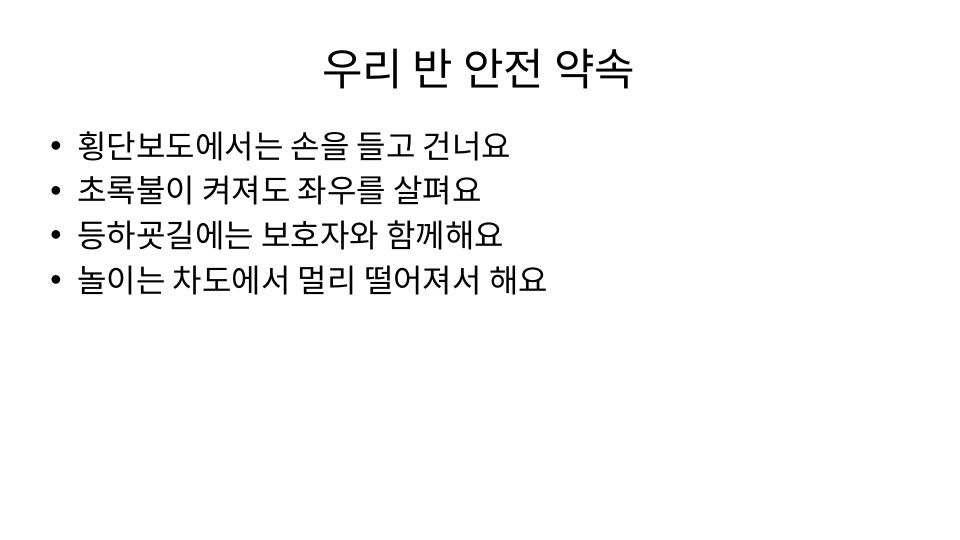 우리 반 안전 약속
• 횡단보도에서는 손을 들고 건너요
• 초록불이 켜져도 좌우를 살펴요
• 등하굣길에는 보호자와 함께해요
• 놀이는 차도에서 멀리 떨어져서 해요